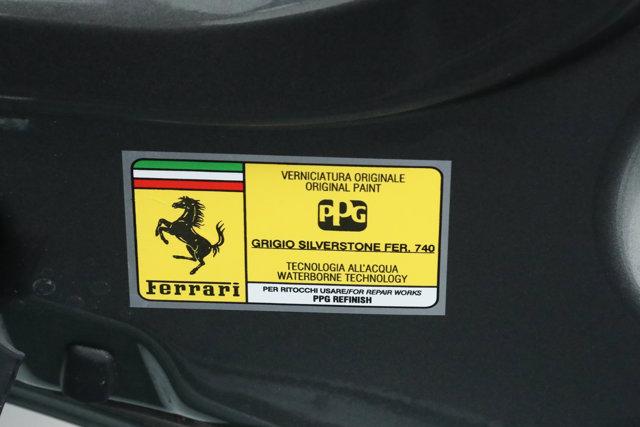 Ferrari
VERNICIATURA ORIGINALE
ORIGINAL PAINT
PPG
GRIGIO SILVERSTONE FER. 740
TECNOLOGIA ALL'ACQUA
WATERBORNE TECHNOLOGY
PER RITOCCHI USARE/FOR REPAIR WORKS
PPG REFINISH